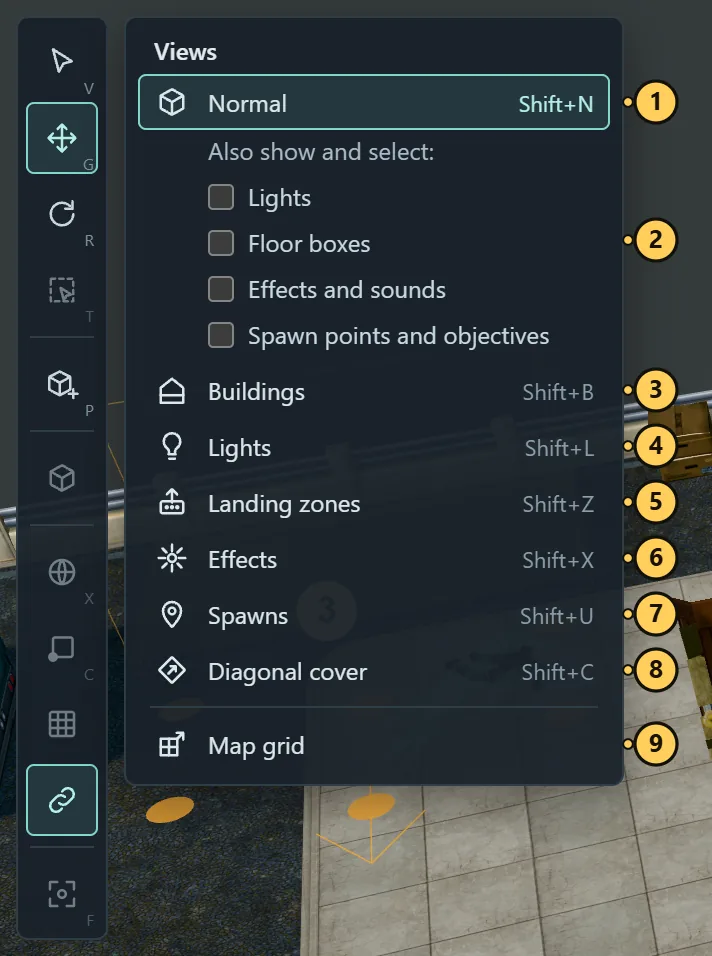 V
G
R
T
P
X
C
F
Views
Normal Shift+N 1
Also show and select:
Lights
Floor boxes 2
Effects and sounds
Spawn points and objectives
Buildings Shift+B 3
Lights Shift+L 4
Landing zones Shift+Z 5
Effects Shift+X 6
Spawns 3 Shift+U 7
Diagonal cover Shift+C 8
Map grid 9